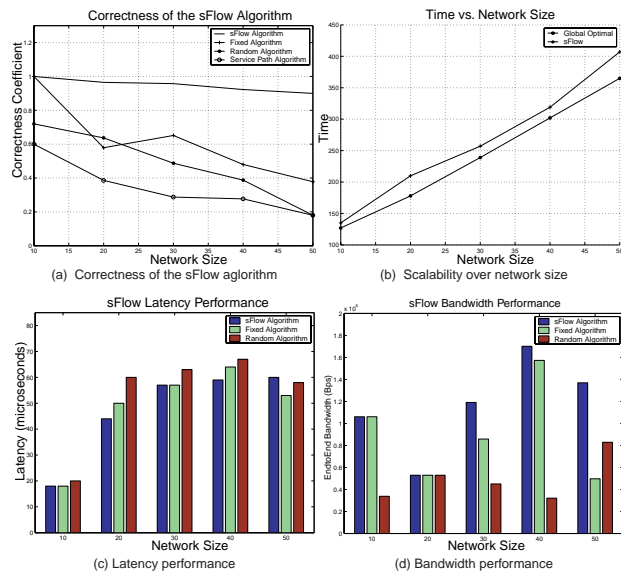 Correctness of the sFlow Algorithm
sFlow Algorithm
Fixed Algorithm
Random Algorithm
Service Path Algorithm
Correctness Coefficient
1
0.8
0.6
0.4
0.2
0
10 15 20 25 30 35 40 45 50
Network Size
(a) Correctness of the sFlow aglorithm
Time vs. Network Size
Global Optimal
sFlow
Time
450
400
350
300
250
200
150
100
10 15 20 25 30 35 40 45 50
Network Size
(b) Scalability over network size
sFlow Latency Performance
sFlow Algorithm
Fixed Algorithm
Random Algorithm
Latency (microseconds)
80
70
60
50
40
30
20
10
0
10 20 30 40 50
Network Size
(c) Latency performance
sFlow Bandwidth Performance
sFlow Algorithm
Fixed Algorithm
Random Algorithm
EndtoEnd Bandwidth (Bps)
2
1.8
1.6
1.4
1.2
1
0.8
0.6
0.4
0.2
0
10 20 30 40 50
Network Size
(d) Bandwidth performance